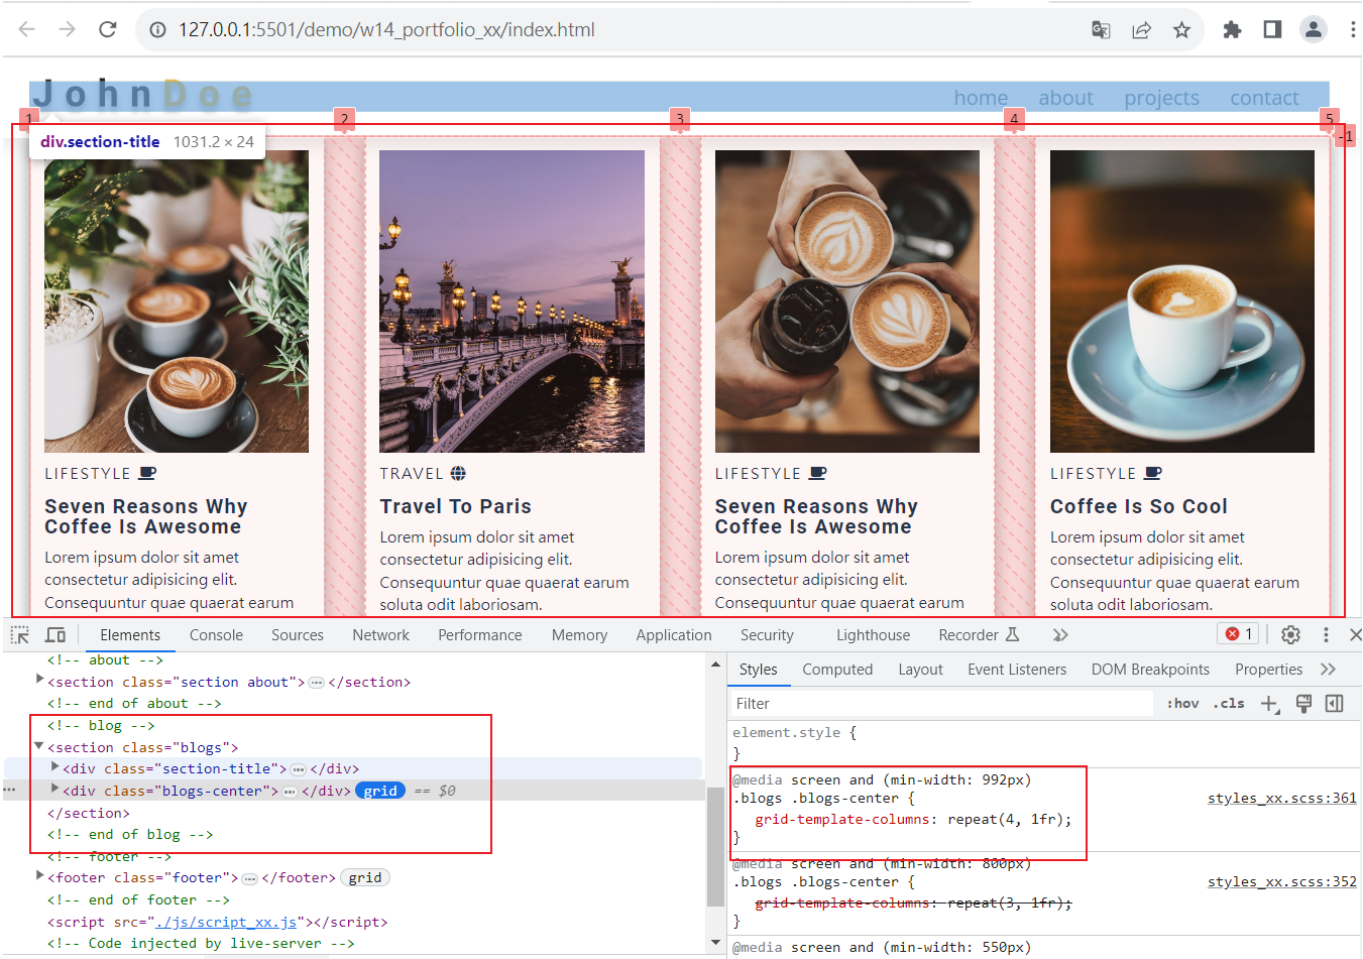 127.0.0.1:5501/demo/w14_portfolio_xx/index.html
JohnDoe
home about projects contact
1 2 3 4 5
-1
div.section-title 1031.2 × 24
LIFESTYLE
Seven Reasons Why
Coffee Is Awesome
Lorem ipsum dolor sit amet
consectetur adipisicing elit.
Consequuntur quae quaerat earum
TRAVEL
Travel To Paris
Lorem ipsum dolor sit amet
consectetur adipisicing elit.
Consequuntur quae quaerat earum
soluta odit laboriosam.
LIFESTYLE
Seven Reasons Why
Coffee Is Awesome
Lorem ipsum dolor sit amet
consectetur adipisicing elit.
Consequuntur quae quaerat earum
LIFESTYLE
Coffee Is So Cool
Lorem ipsum dolor sit amet
consectetur adipisicing elit.
Consequuntur quae quaerat earum
soluta odit laboriosam.
Elements Console Sources Network Performance Memory Application Security Lighthouse Recorder 1
<!-- about -->
<section class="section about"> ⋯ </section>
<!-- end of about -->
<!-- blog -->
<section class="blogs">
<div class="section-title"> ⋯ </div>
<div class="blogs-center"> ⋯ </div> grid == $0
</section>
<!-- end of blog -->
<!-- footer -->
<footer class="footer"> ⋯ </footer> grid
<!-- end of footer -->
<script src="./js/script_xx.js"></script>
<!-- Code injected by live-server -->
Styles Computed Layout Event Listeners DOM Breakpoints Properties
Filter :hov .cls
element.style {
}
@media screen and (min-width: 992px)
.blogs .blogs-center { styles_xx.scss:361
grid-template-columns: repeat(4, 1fr);
}
@media screen and (min-width: 800px)
.blogs .blogs-center { styles_xx.scss:352
grid-template-columns: repeat(3, 1fr);
}
@media screen and (min-width: 550px)